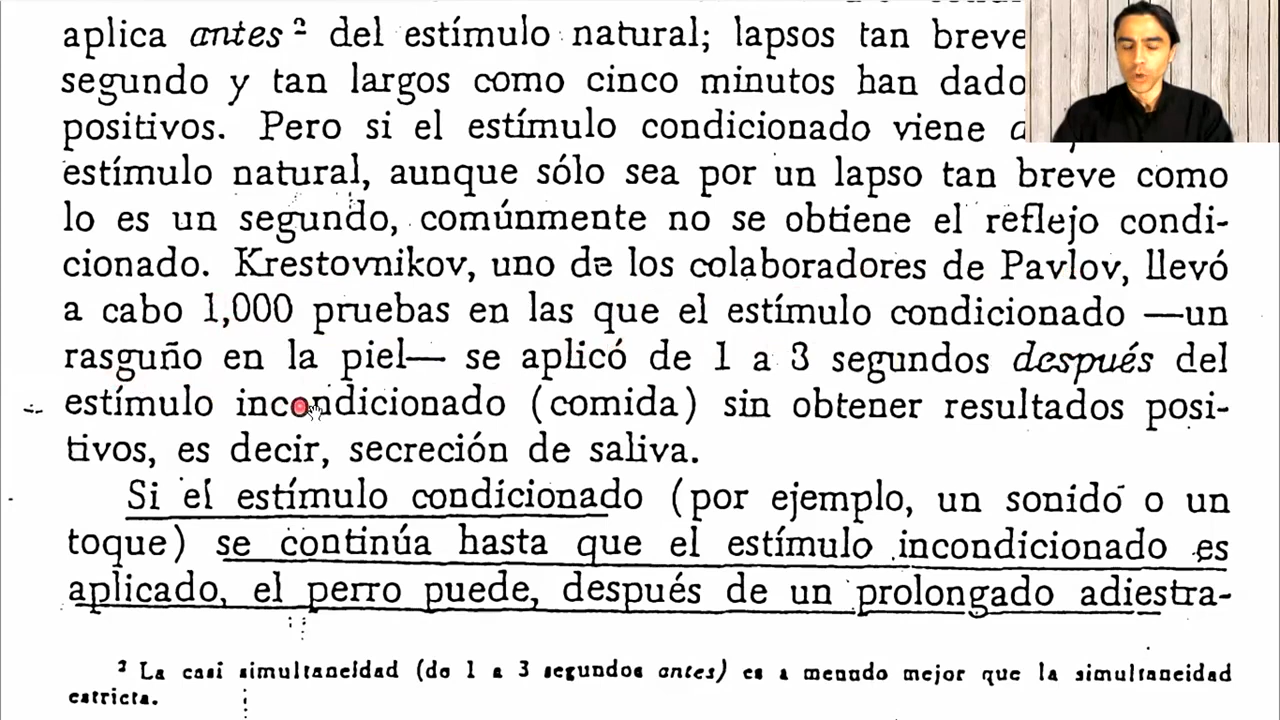 aplica antes ² del estímulo natural; lapsos tan breve
segundo y tan largos como cinco minutos han dado
positivos. Pero si el estímulo condicionado viene
estímulo natural, aunque sólo sea por un lapso tan breve como
lo es un segundo, comúnmente no se obtiene el reflejo condi-
cionado. Krestovnikov, uno de los colaboradores de Pavlov, llevó
a cabo 1,000 pruebas en las que el estímulo condicionado —un
rasguño en la piel— se aplicó de 1 a 3 segundos después del
estímulo incondicionado (comida) sin obtener resultados posi-
tivos, es decir, secreción de saliva.
Si el estímulo condicionado (por ejemplo, un sonido o un
toque) se continúa hasta que el estímulo incondicionado es
aplicado, el perro puede, después de un prolongado adiestra-
² La casi simultaneidad (de 1 a 3 segundos antes) es a menudo mejor que la simultaneidad
estricta.